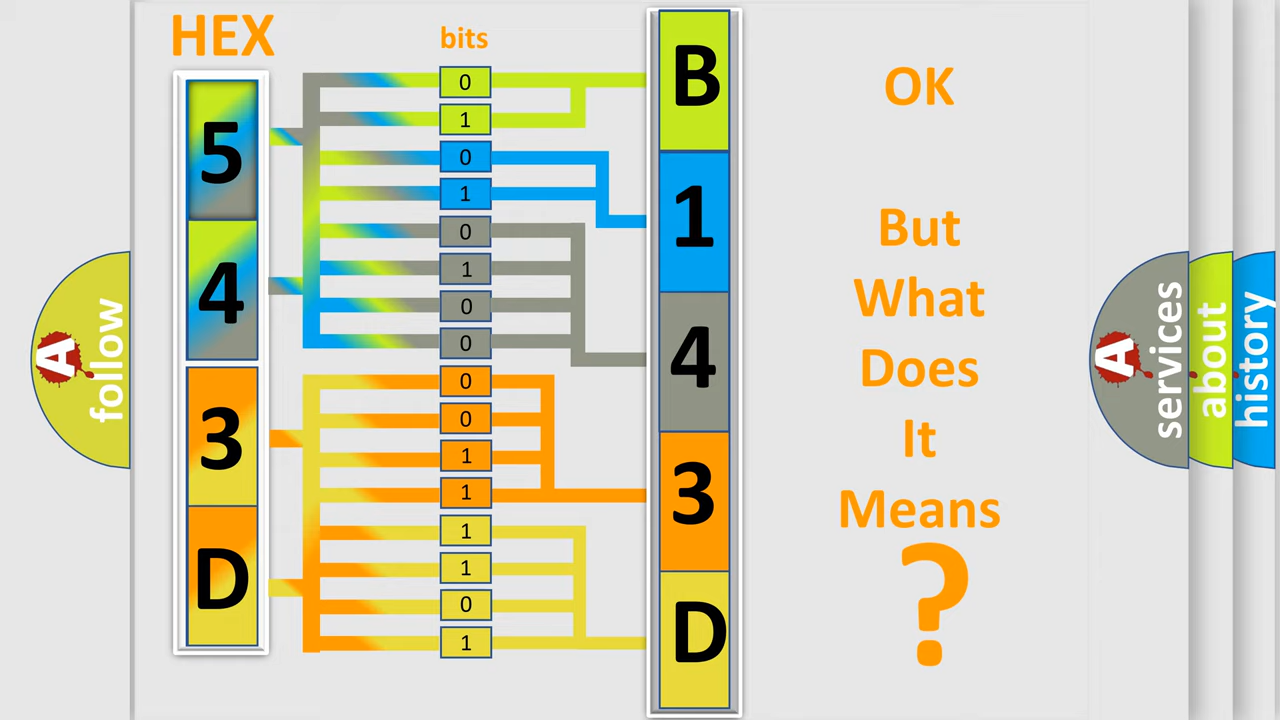 HEX
bits
5
4
3
D
0
1
0
1
0
1
0
0
0
0
1
1
1
1
0
1
B
1
4
3
D
OK
But
What
Does
It
Means
?
A
follow
A
services
about
history